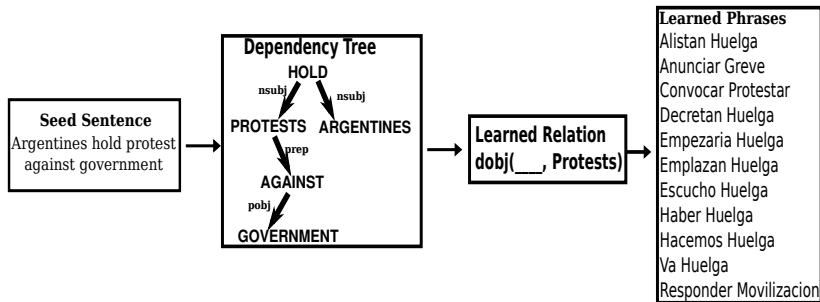 Seed Sentence
Argentines hold protest
against government
Dependency Tree
HOLD
nsubj
nsubj
PROTESTS
ARGENTINES
prep
AGAINST
pobj
GOVERNMENT
Learned Relation
dobj(___, Protests)
Learned Phrases
Alistan Huelga
Anunciar Greve
Convocar Protestar
Decretan Huelga
Empezaria Huelga
Emplazan Huelga
Escucho Huelga
Haber Huelga
Hacemos Huelga
Va Huelga
Responder Movilizacion